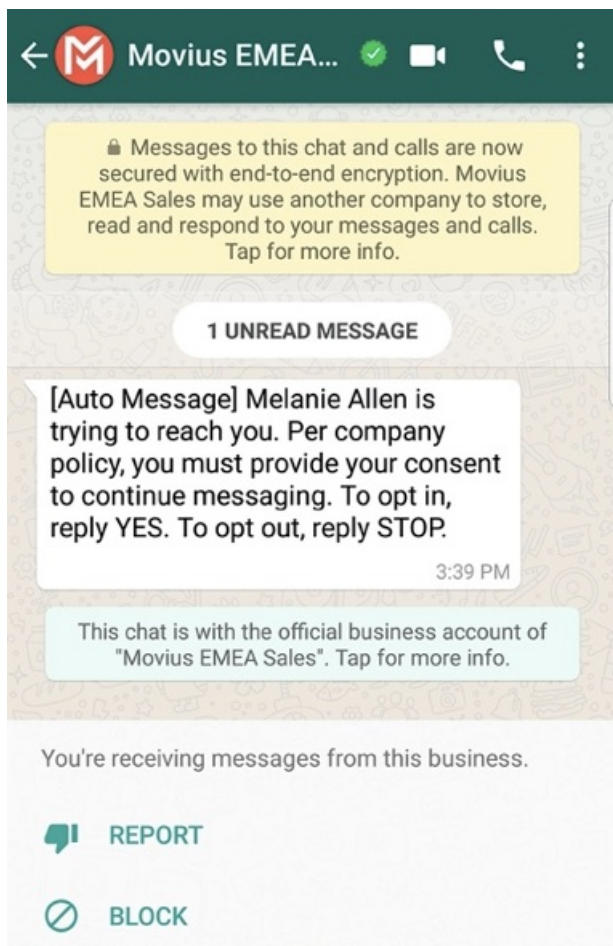 Movius EMEA...
Messages to this chat and calls are now
secured with end-to-end encryption. Movius
EMEA Sales may use another company to store,
read and respond to your messages and calls.
Tap for more info.
1 UNREAD MESSAGE
[Auto Message] Melanie Allen is
trying to reach you. Per company
policy, you must provide your consent
to continue messaging. To opt in,
reply YES. To opt out, reply STOP.
3:39 PM
This chat is with the official business account of
"Movius EMEA Sales". Tap for more info.
You're receiving messages from this business.
REPORT
BLOCK